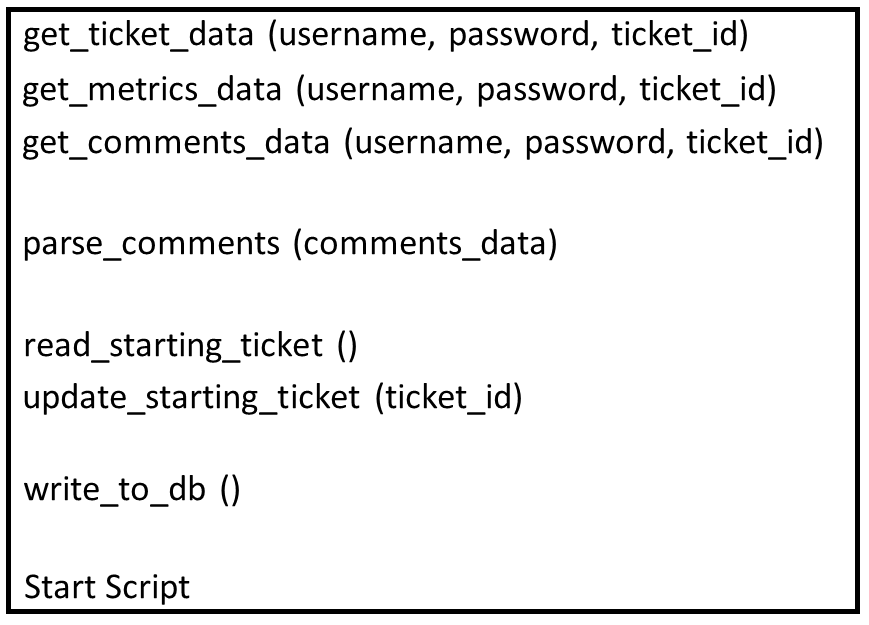 get_ticket_data (username, password, ticket_id)
get_metrics_data (username, password, ticket_id)
get_comments_data (username, password, ticket_id)
parse_comments (comments_data)
read_starting_ticket ()
update_starting_ticket (ticket_id)
write_to_db ()
Start Script